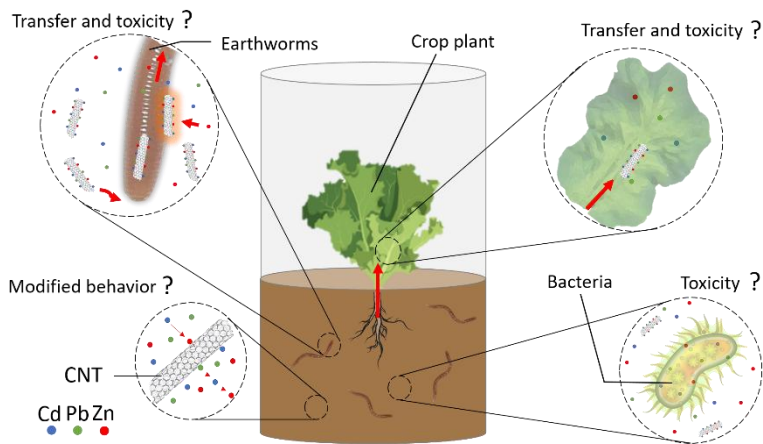 Transfer and toxicity ?
Earthworms
Crop plant
Transfer and toxicity ?
Modified behavior ?
CNT
Cd Pb Zn
Bacteria
Toxicity ?